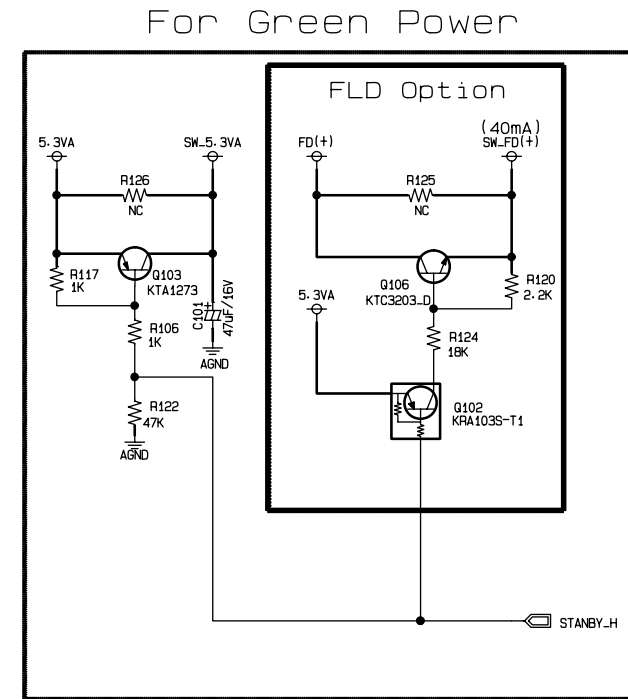 For Green Power
FLD Option
5.3VA
SW_5.3VA
R126
NC
R117
1K
Q103
KTA1273
C101
+
47uF/16V
AGND
R106
1K
R122
47K
AGND
FD(+)
(40mA)
SW_FD(+)
R125
NC
Q106
KTC3203_D
R120
2.2K
5.3VA
R124
18K
Q102
KRA103S-T1
STANBY_H